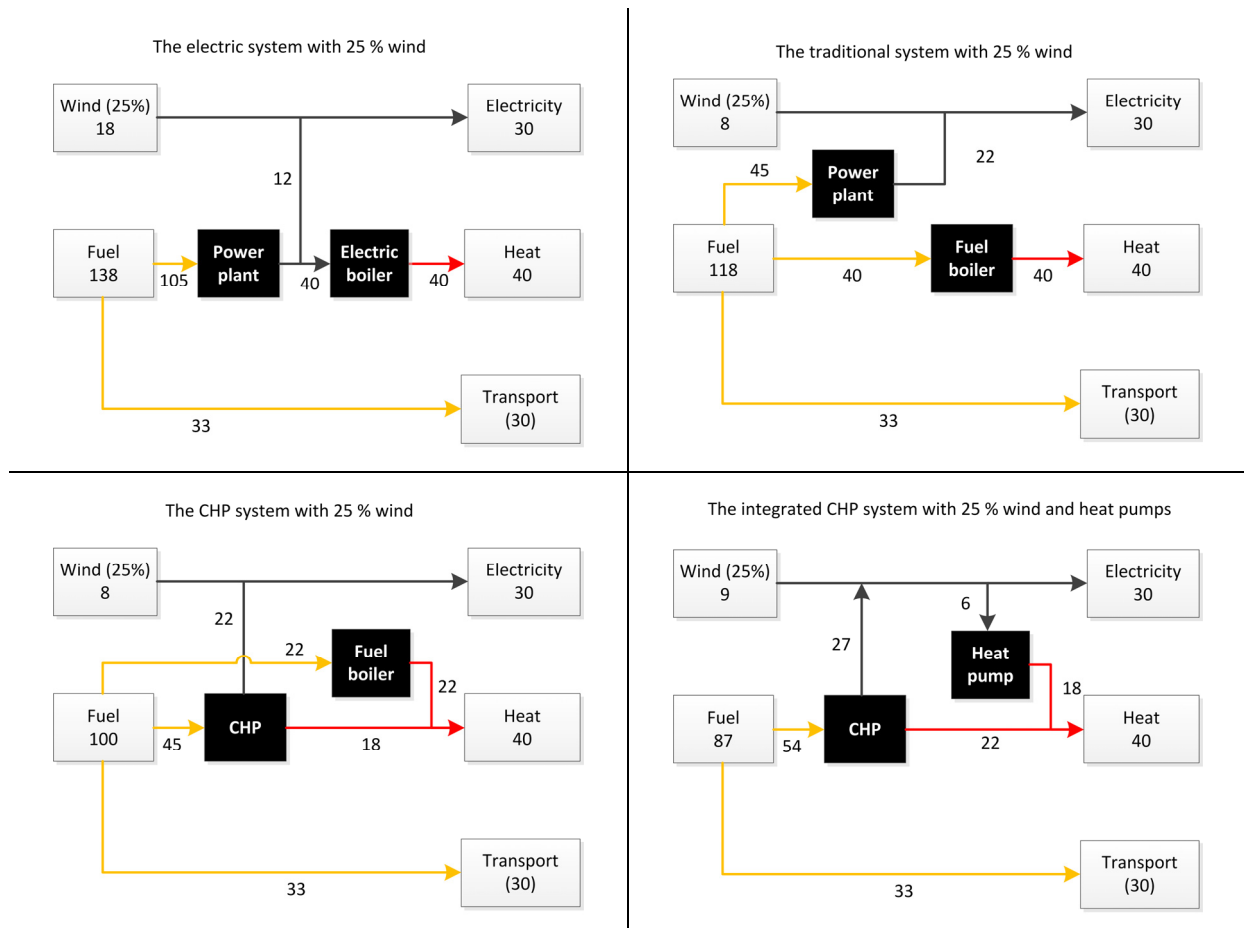 The electric system with 25 % wind
Wind (25%)
18
Electricity
30
12
Fuel
138
105
Power
plant
40
Electric
boiler
40
Heat
40
33
Transport
(30)
The traditional system with 25 % wind
Wind (25%)
8
Electricity
30
22
45
Power
plant
Fuel
118
40
Fuel
boiler
40
Heat
40
33
Transport
(30)
The CHP system with 25 % wind
Wind (25%)
8
Electricity
30
22
22
Fuel
boiler
22
Fuel
100
45
CHP
18
Heat
40
33
Transport
(30)
The integrated CHP system with 25 % wind and heat pumps
Wind (25%)
9
Electricity
30
6
27
Heat
pump
18
Fuel
87
54
CHP
22
Heat
40
33
Transport
(30)